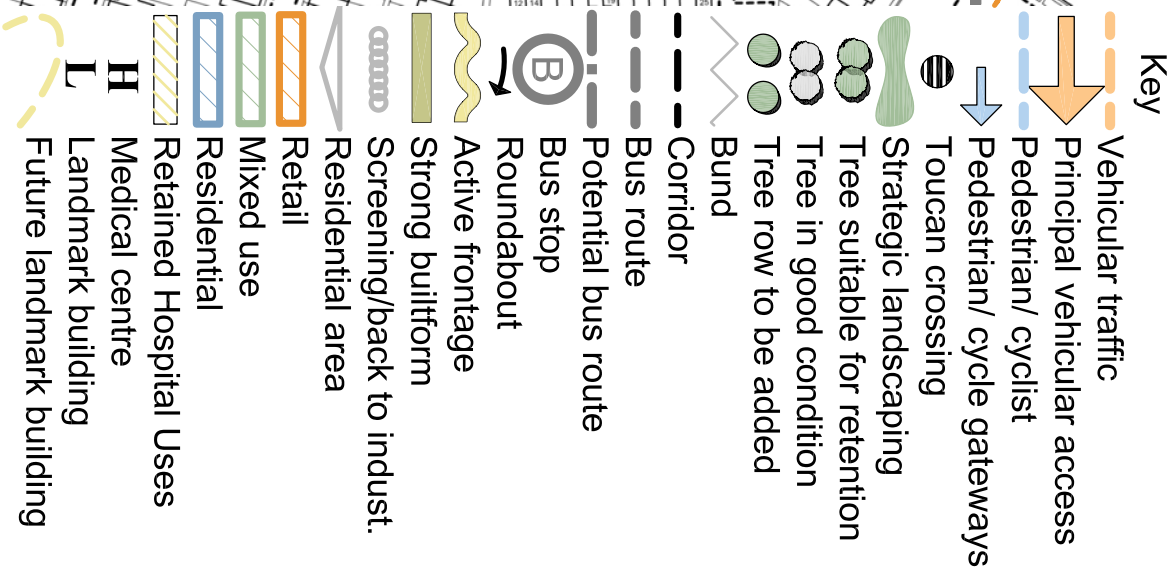 Key
Vehicular traffic
Principal vehicular access
Pedestrian/ cyclist
Pedestrian/ cycle gateways
Toucan crossing
Strategic landscaping
Tree suitable for retention
Tree in good condition
Tree row to be added
Bund
Corridor
Bus route
Potential bus route
B Bus stop
Roundabout
Active frontage
Strong builtform
Screening/back to indust.
Residential area
Retail
Mixed use
Residential
Retained Hospital Uses
H Medical centre
L Landmark building
Future landmark building